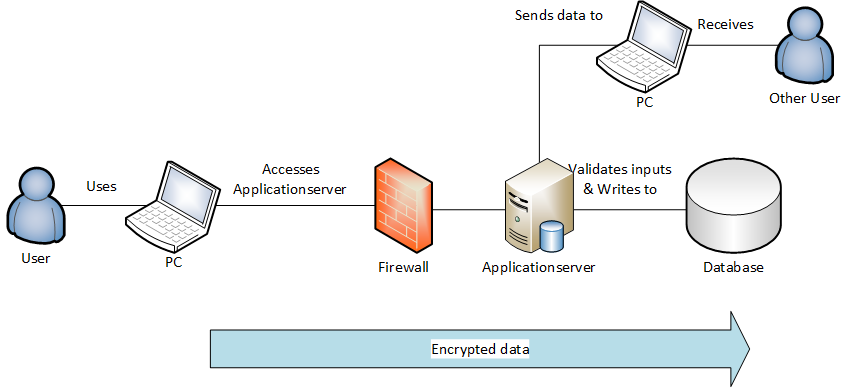 Sends data to
Receives
PC
Other User
Accesses
Applicationserver
Validates inputs
& Writes to
Uses
User
PC
Firewall
Applicationserver
Database
Encrypted data